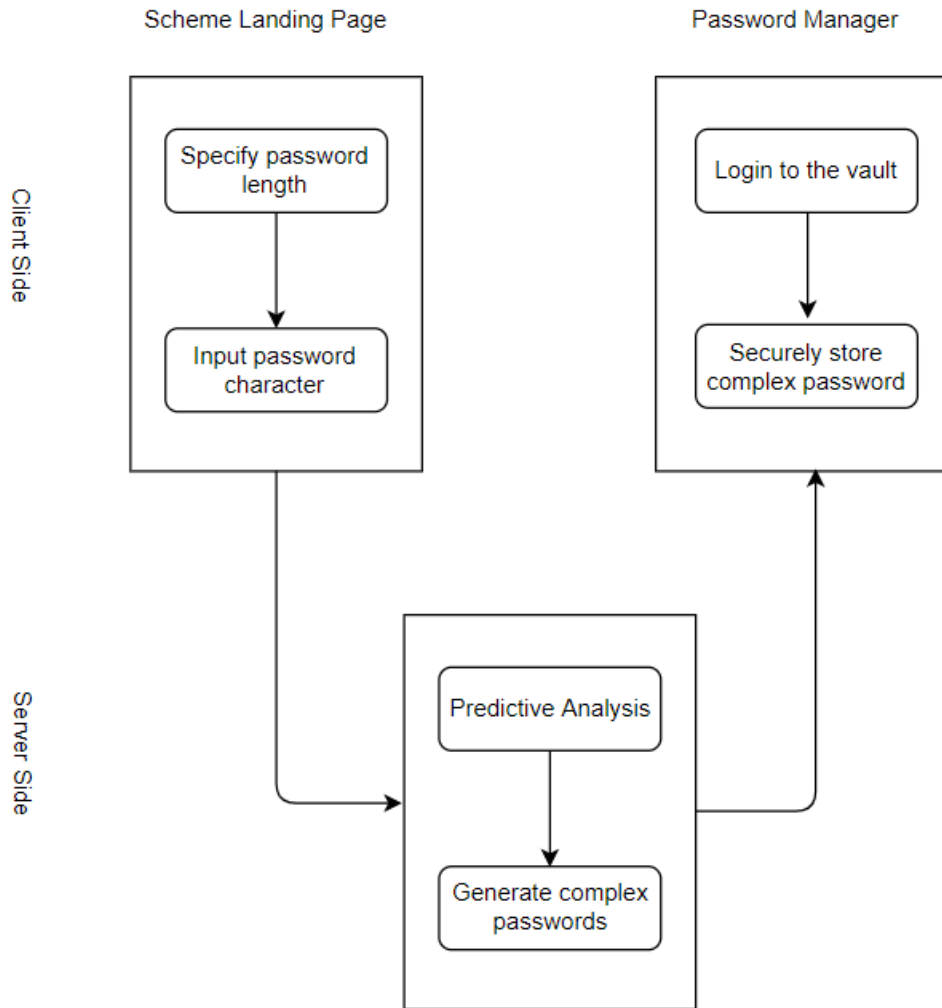 Scheme Landing Page
Password Manager
Client Side
Specify password
length
Input password
character
Login to the vault
Securely store
complex password
Server Side
Predictive Analysis
Generate complex
passwords